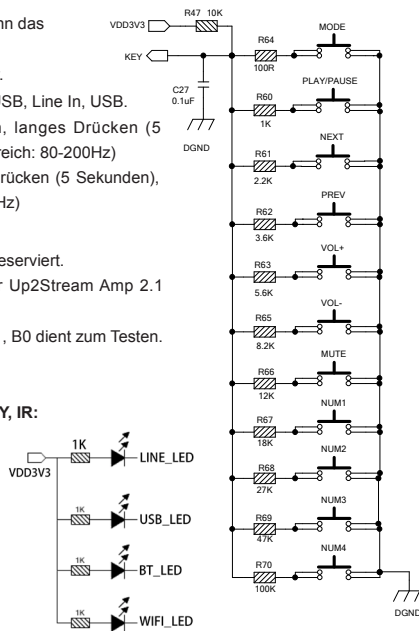 nn das
.
USB, Line In, USB.
n, langes Drücken (5
reich: 80-200Hz)
rücken (5 Sekunden),
Hz)
eserviert.
r Up2Stream Amp 2.1
, B0 dient zum Testen.
Y, IR:
VDD3V3
1K
LINE_LED
1K
USB_LED
1K
BT_LED
1K
WIFI_LED
R47 10K
VDD3V3
KEY
C27
0.1uF
DGND
R64
100R
MODE
R60
1K
PLAY/PAUSE
R61
2.2K
NEXT
R62
3.6K
PREV
R63
5.6K
VOL+
R65
8.2K
VOL-
R66
12K
MUTE
R67
18K
NUM1
R68
27K
NUM2
R69
47K
NUM3
R70
100K
NUM4
DGND